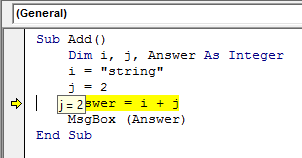 (General)
Sub Add()
Dim i, j, Answer As Integer
i = "string"
j = 2
j = 2 swer = i + j
MsgBox (Answer)
End Sub